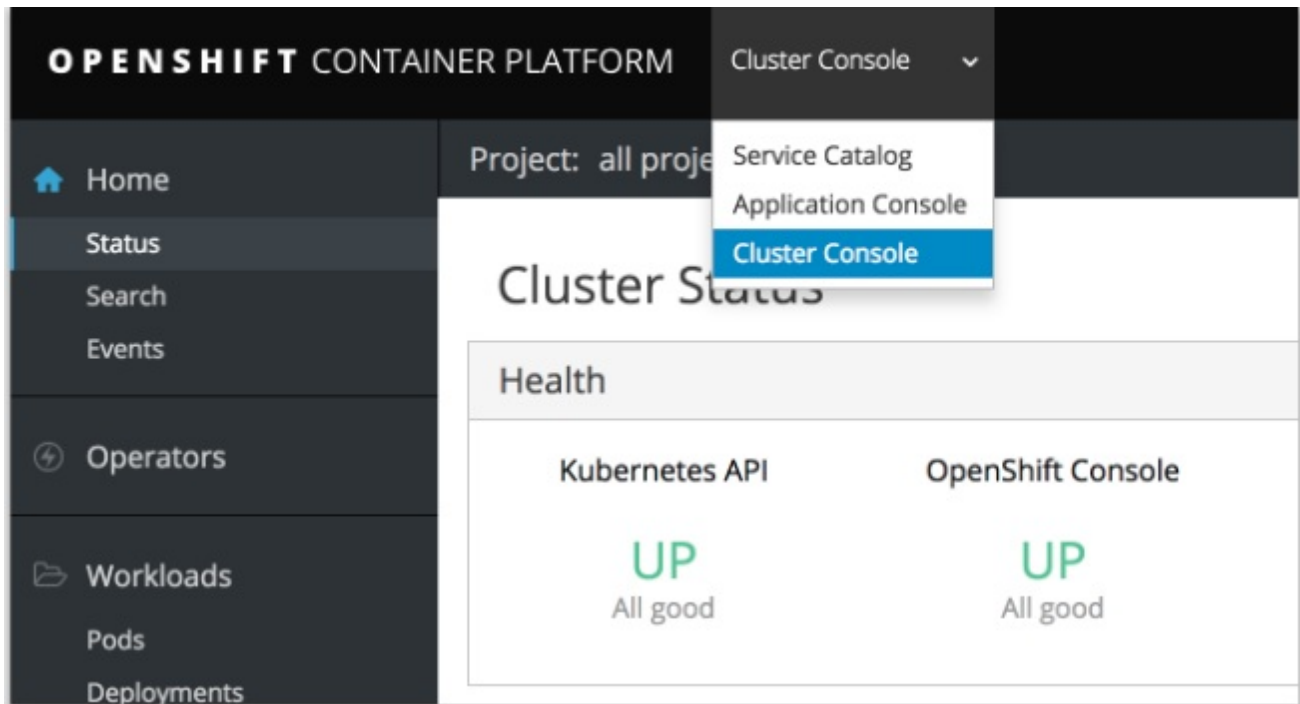 OPENSHIFT CONTAINER PLATFORM
Cluster Console
Service Catalog
Application Console
Cluster Console
Home
Status
Search
Events
Operators
Workloads
Pods
Deployments
Project: all proje
Cluster Status
Health
Kubernetes API
UP
All good
OpenShift Console
UP
All good